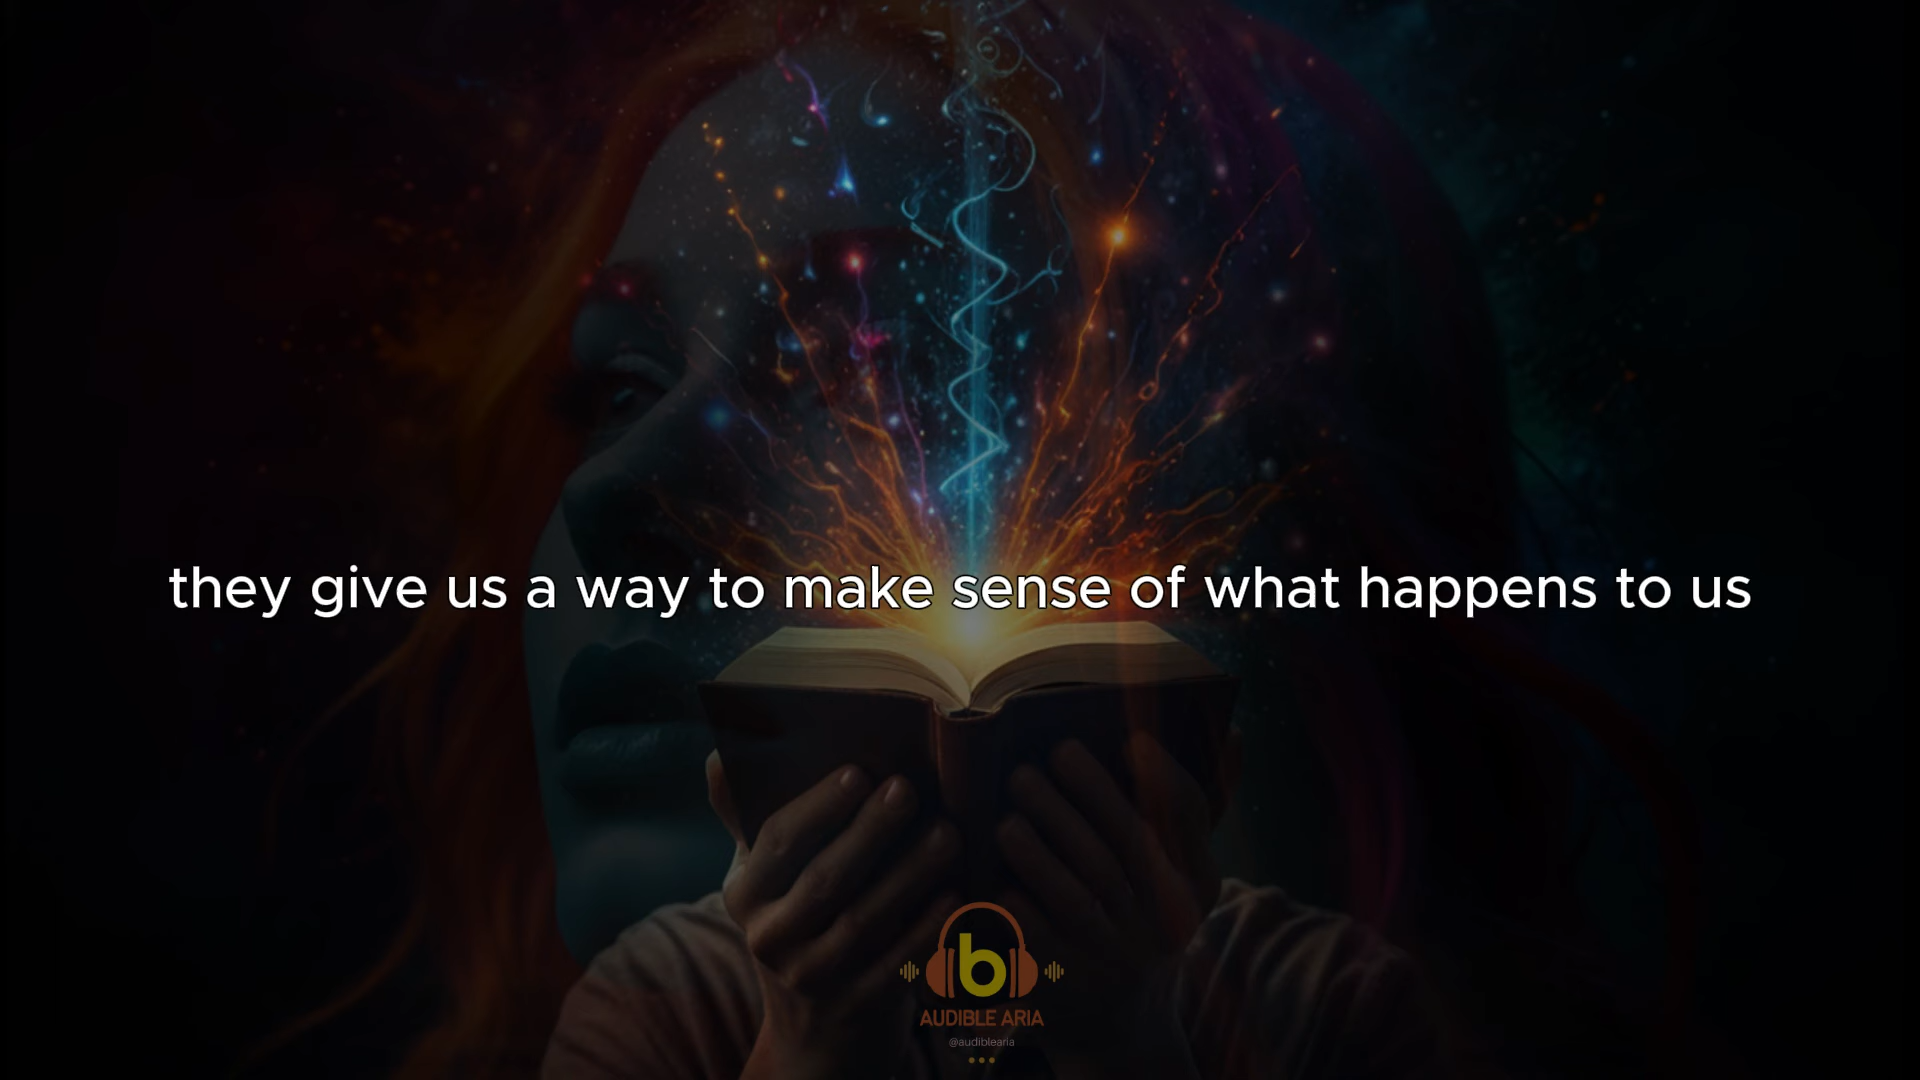 they give us a way to make sense of what happens to us
b
AUDIBLE ARIA
@audiblearia